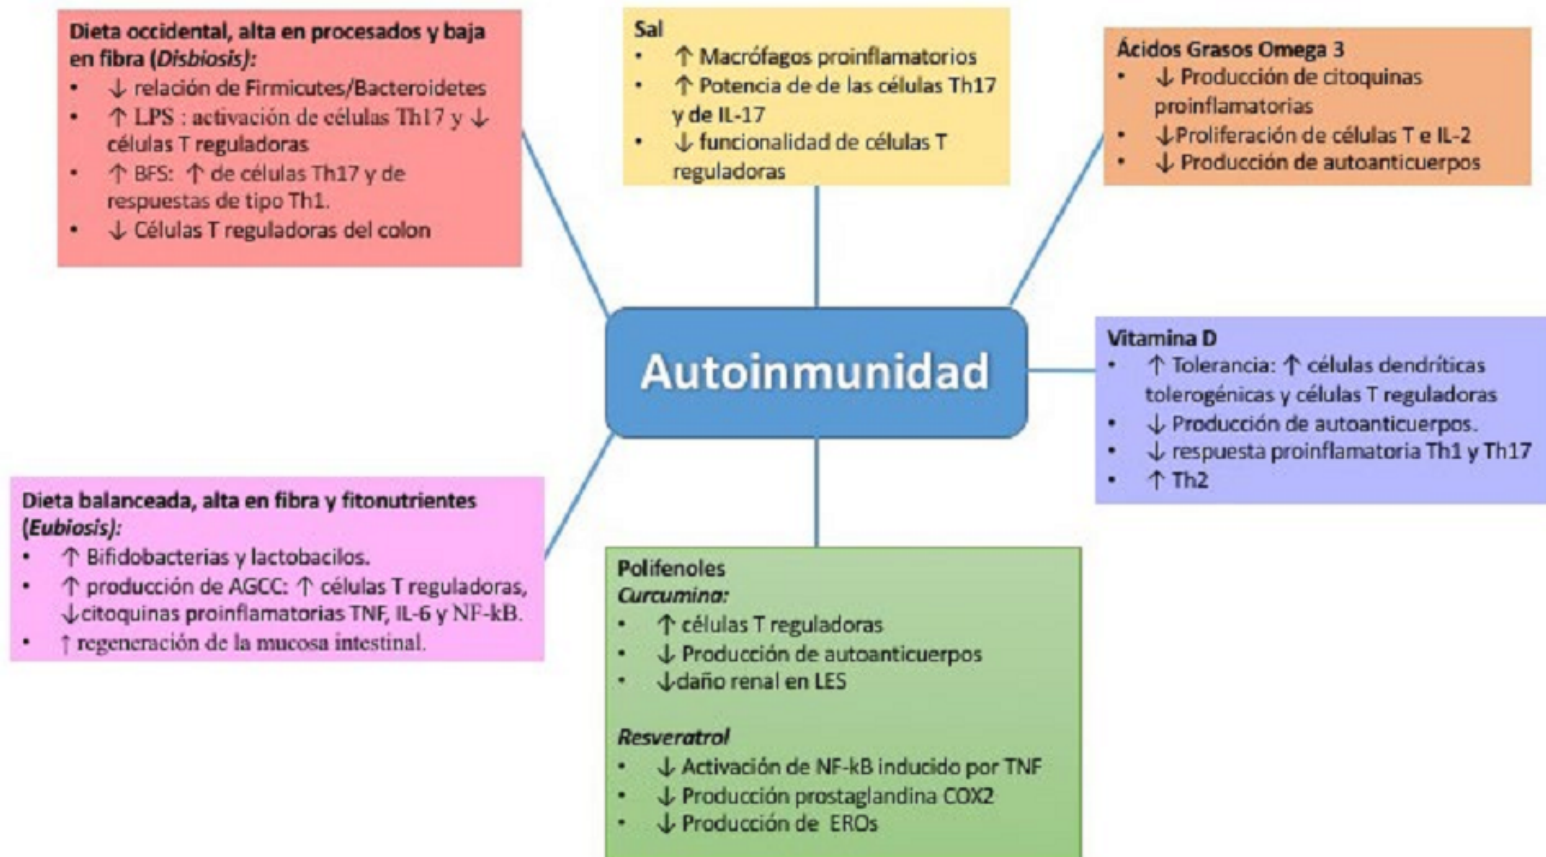 Dieta occidental, alta en procesados y baja
en fibra (Disbiosis):
• ↓ relación de Firmicutes/Bacteroidetes
• ↑ LPS : activación de células Th17 y ↓
células T reguladoras
• ↑ BFS: ↑ de células Th17 y de
respuestas de tipo Th1.
• ↓ Células T reguladoras del colon
Sal
• ↑ Macrófagos proinflamatorios
• ↑ Potencia de de las células Th17
y de IL-17
• ↓ funcionalidad de células T
reguladoras
Ácidos Grasos Omega 3
• ↓ Producción de citoquinas
proinflamatorias
• ↓Proliferación de células T e IL-2
• ↓ Producción de autoanticuerpos
Autoinmunidad
Vitamina D
• ↑ Tolerancia: ↑ células dendríticas
tolerogénicas y células T reguladoras
• ↓ Producción de autoanticuerpos.
• ↓ respuesta proinflamatoria Th1 y Th17
• ↑ Th2
Dieta balanceada, alta en fibra y fitonutrientes
(Eubiosis):
• ↑ Bifidobacterias y lactobacilos.
• ↑ producción de AGCC: ↑ células T reguladoras,
↓citoquinas proinflamatorias TNF, IL-6 y NF-kB.
• ↑ regeneración de la mucosa intestinal.
Polifenoles
Curcumina:
• ↑ células T reguladoras
• ↓ Producción de autoanticuerpos
• ↓daño renal en LES
Resveratrol
• ↓ Activación de NF-kB inducido por TNF
• ↓ Producción prostaglandina COX2
• ↓ Producción de EROs